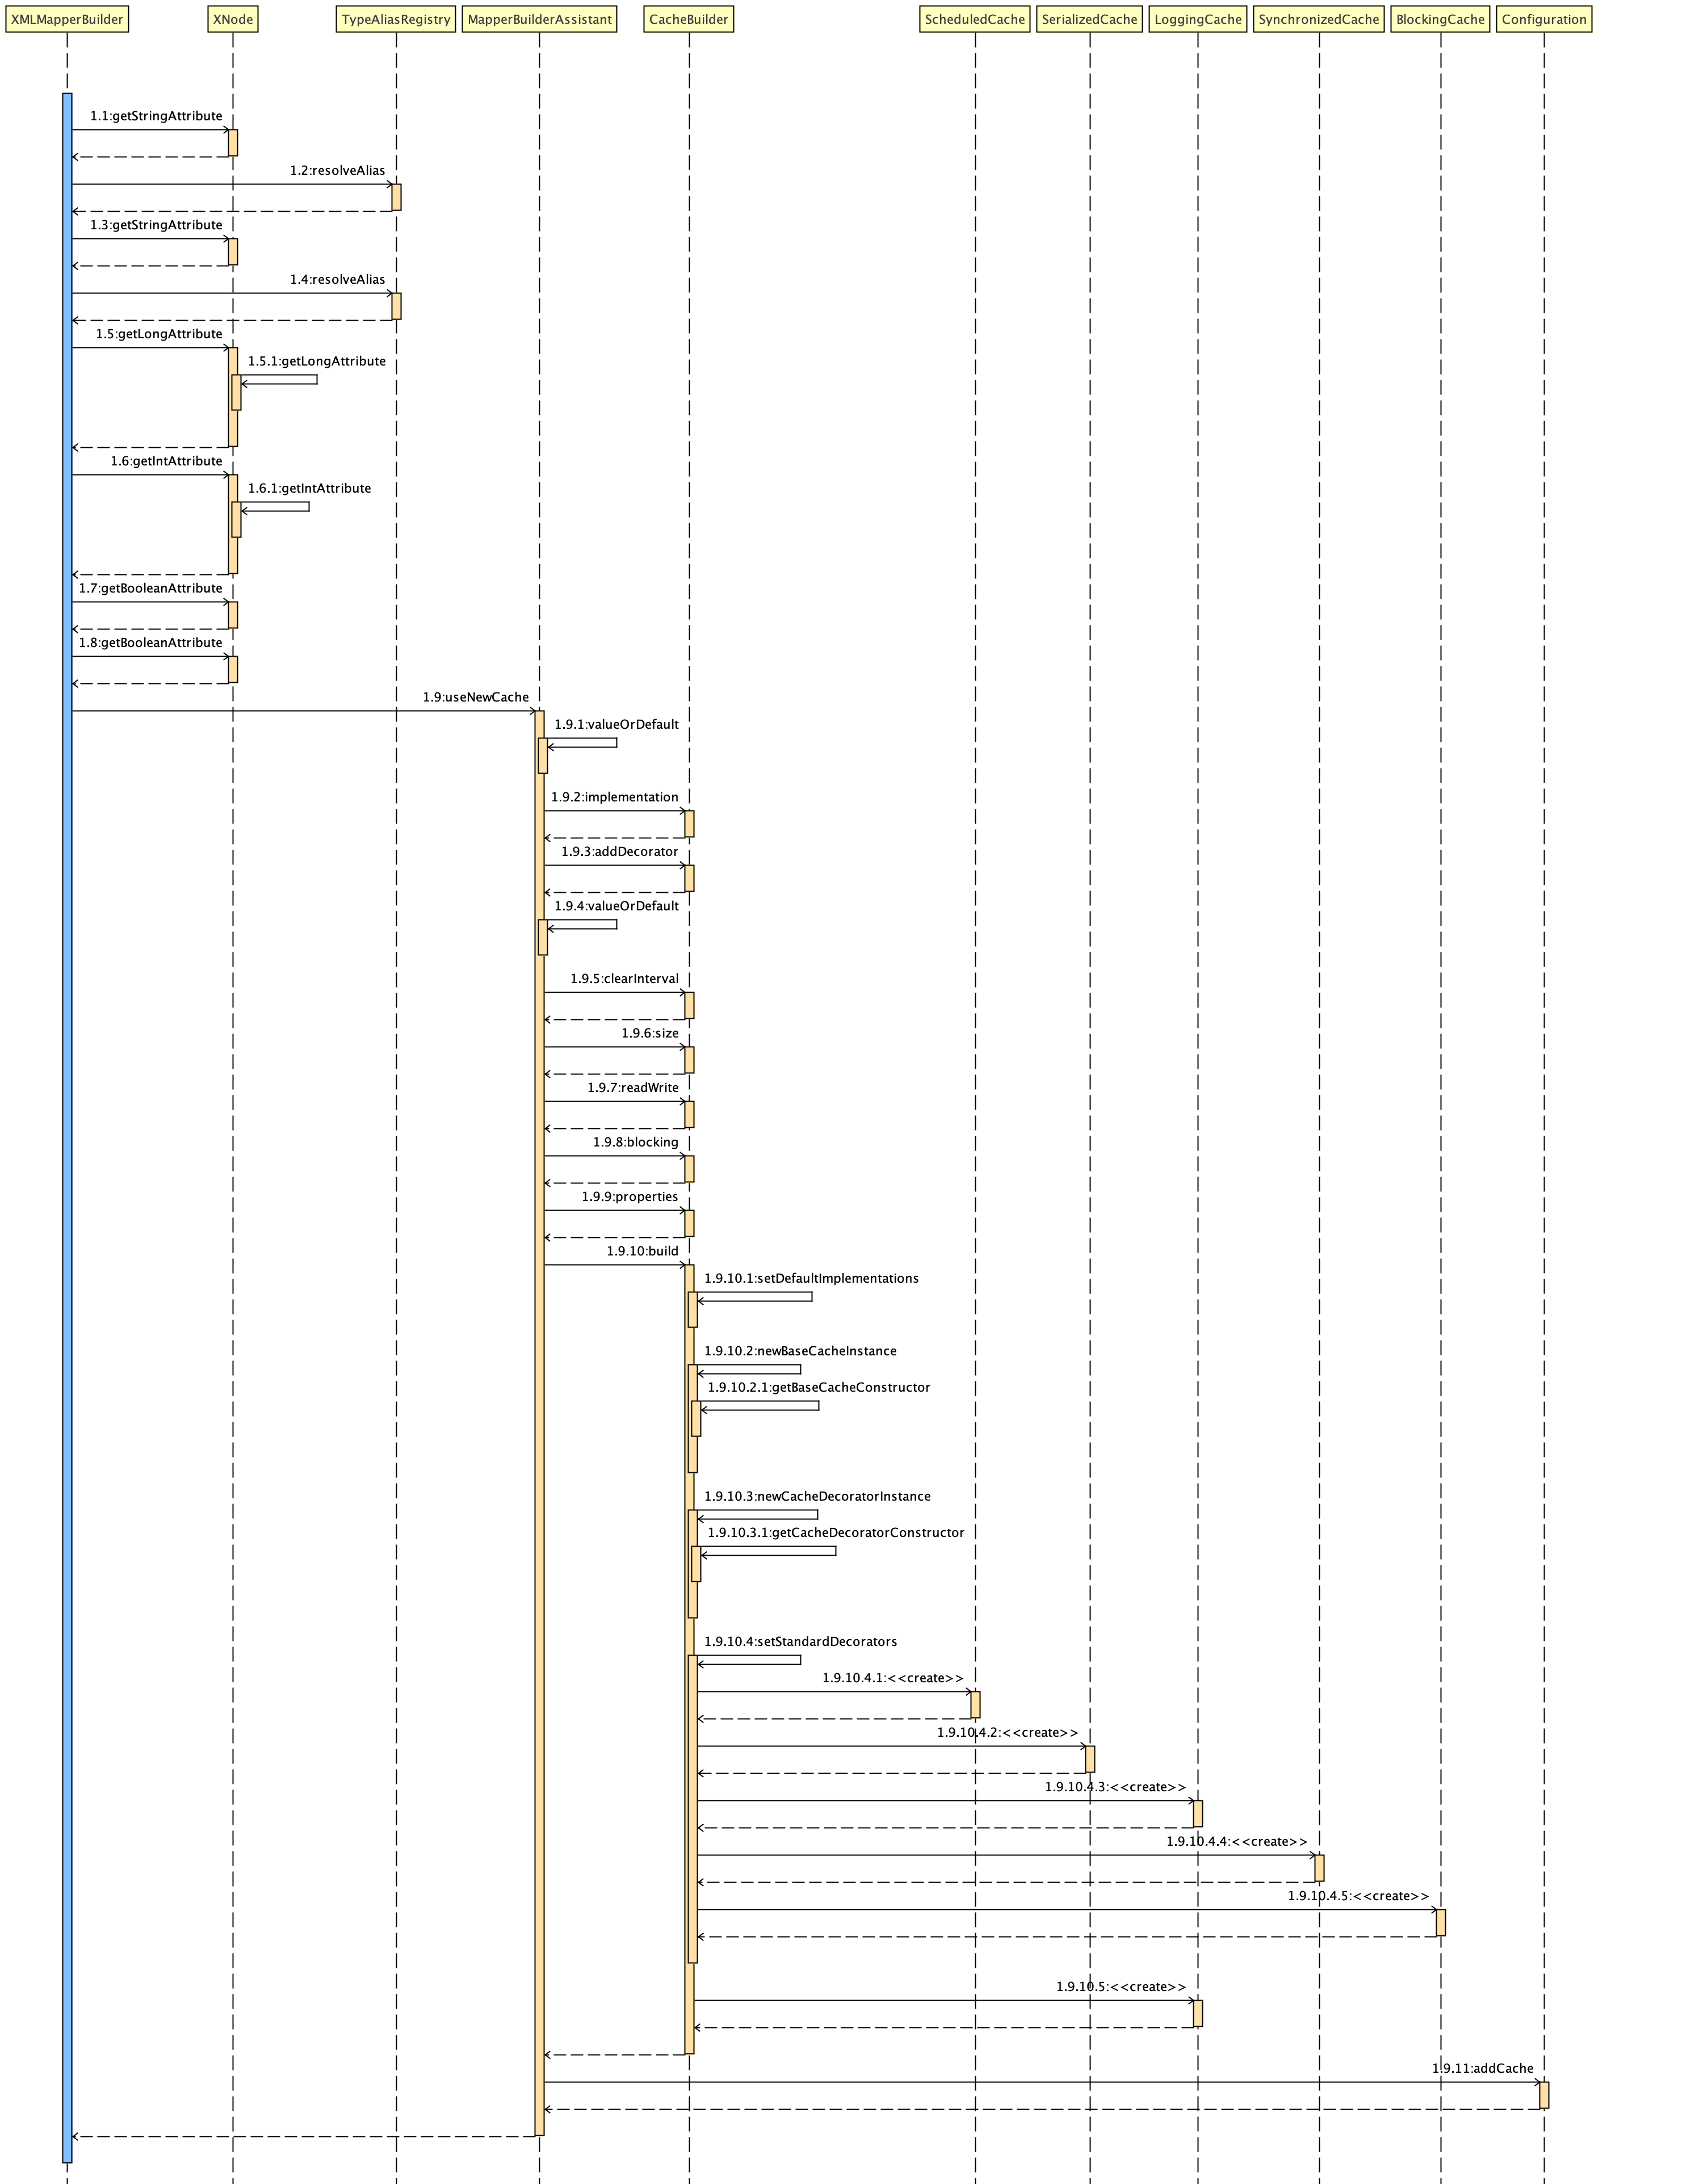 XMLMapperBuilder
XNode
TypeAliasRegistry
MapperBuilderAssistant
CacheBuilder
ScheduledCache
SerializedCache
LoggingCache
SynchronizedCache
BlockingCache
Configuration
1.1:getStringAttribute
1.2:resolveAlias
1.3:getStringAttribute
1.4:resolveAlias
1.5:getLongAttribute
1.5.1:getLongAttribute
1.6:getIntAttribute
1.6.1:getIntAttribute
1.7:getBooleanAttribute
1.8:getBooleanAttribute
1.9:useNewCache
1.9.1:valueOrDefault
1.9.2:implementation
1.9.3:addDecorator
1.9.4:valueOrDefault
1.9.5:clearInterval
1.9.6:size
1.9.7:readWrite
1.9.8:blocking
1.9.9:properties
1.9.10:build
1.9.10.1:setDefaultImplementations
1.9.10.2:newBaseCacheInstance
1.9.10.2.1:getBaseCacheConstructor
1.9.10.3:newCacheDecoratorInstance
1.9.10.3.1:getCacheDecoratorConstructor
1.9.10.4:setStandardDecorators
1.9.10.4.1:<<create>>
1.9.10.4.2:<<create>>
1.9.10.4.3:<<create>>
1.9.10.4.4:<<create>>
1.9.10.4.5:<<create>>
1.9.10.5:<<create>>
1.9.11:addCache